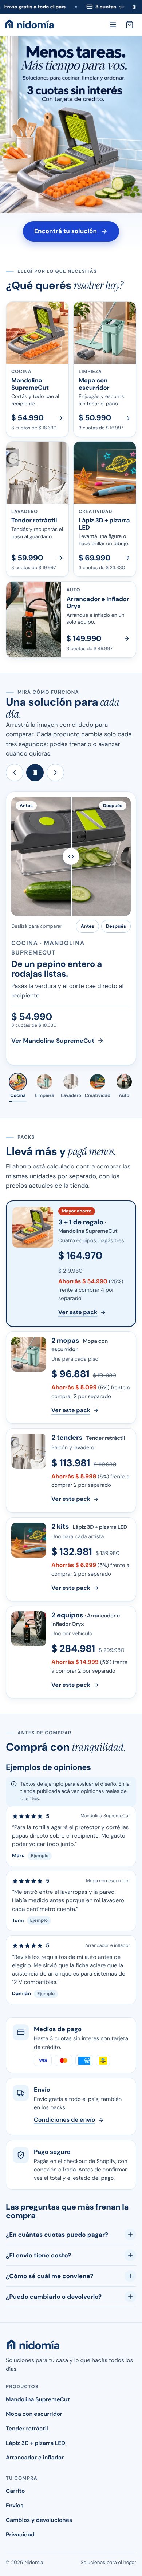 Envío gratis a todo el país
3 cuotas
nidomía
Menos tareas.
Más tiempo para vos.
Soluciones para cocinar, limpiar y ordenar.
3 cuotas sin interés
Con tarjeta de crédito.
Encontrá tu solución →
ELEGÍ POR LO QUE NECESITÁS
¿Qué querés resolver hoy?
COCINA
Mandolina
SupremeCut
Cortás y todo cae al
recipiente.
$ 54.990 →
3 cuotas de $ 18.330
LIMPIEZA
Mopa con
escurridor
Enjuagás y escurrís
sin tocar el paño.
$ 50.990 →
3 cuotas de $ 16.997
LAVADERO
Tender retráctil
Tendés y recuperás el
paso al guardarlo.
$ 59.990 →
3 cuotas de $ 19.997
CREATIVIDAD
Lápiz 3D + pizarra
LED
Levantá una figura o
hacé brillar un dibujo.
$ 69.990 →
3 cuotas de $ 23.330
AUTO
Arrancador e inflador
Oryx
Arranque e inflado en un
solo equipo.
$ 149.990 →
3 cuotas de $ 49.997
MIRÁ CÓMO FUNCIONA
Una solución para cada
día.
Arrastrá la imagen con el dedo para
comparar. Cada producto cambia solo cada
tres segundos; podés frenarlo o avanzar
cuando quieras.
Antes
Después
Deslizá para comparar
Antes
Después
COCINA · MANDOLINA
SUPREMECUT
De un pepino entero a
rodajas listas.
Pasás la verdura y el corte cae directo al
recipiente.
$ 54.990
3 cuotas de $ 18.330
Ver Mandolina SupremeCut →
Cocina
Limpieza
Lavadero
Creatividad
Auto
PACKS
Llevá más y pagá menos.
El ahorro está calculado contra comprar las
mismas unidades por separado, con los
precios actuales de la tienda.
Mayor ahorro
3 + 1 de regalo ·
Mandolina SupremeCut
Cuatro equipos, pagás tres
$ 164.970
$ 219.960
Ahorrás $ 54.990 (25%)
frente a comprar 4 por
separado
Ver este pack →
2 mopas · Mopa con
escurridor
Una para cada piso
$ 96.881 $ 101.980
Ahorrás $ 5.099 (5%) frente a
comprar 2 por separado
Ver este pack →
2 tenders · Tender retráctil
Balcón y lavadero
$ 113.981 $ 119.980
Ahorrás $ 5.999 (5%) frente a
comprar 2 por separado
Ver este pack →
2 kits · Lápiz 3D + pizarra LED
Una para cada artista
$ 132.981 $ 139.980
Ahorrás $ 6.999 (5%) frente a
comprar 2 por separado
Ver este pack →
2 equipos · Arrancador e
inflador Oryx
Uno por vehículo
$ 284.981 $ 299.980
Ahorrás $ 14.999 (5%) frente
a comprar 2 por separado
Ver este pack →
ANTES DE COMPRAR
Comprá con tranquilidad.
Ejemplos de opiniones
Textos de ejemplo para evaluar el diseño. En la
tienda publicada acá van opiniones reales de
clientes.
★★★★★ 5
Mandolina SupremeCut
“Para la tortilla agarré el protector y corté las
papas directo sobre el recipiente. Me gustó
poder volcar todo junto.”
Maru Ejemplo
★★★★★ 5
Mopa con escurridor
“Me entró entre el lavarropas y la pared.
Había medido antes porque en mi lavadero
cada centímetro cuenta.”
Tomi Ejemplo
★★★★★ 5
Arrancador e inflador
“Revisé los requisitos de mi auto antes de
elegirlo. Me sirvió que la ficha aclare que la
asistencia de arranque es para sistemas de
12 V compatibles.”
Damián Ejemplo
Medios de pago
Hasta 3 cuotas sin interés con tarjeta
de crédito.
VISA
Envío
Envío gratis a todo el país, también
en los packs.
Condiciones de envío →
Pago seguro
Pagás en el checkout de Shopify, con
conexión cifrada. Antes de confirmar
ves el total y el estado del pago.
Las preguntas que más frenan la
compra
¿En cuántas cuotas puedo pagar? +
¿El envío tiene costo? +
¿Cómo sé cuál me conviene? +
¿Puedo cambiarlo o devolverlo? +
nidomía
Soluciones para tu casa y lo que hacés todos los
días.
PRODUCTOS
Mandolina SupremeCut
Mopa con escurridor
Tender retráctil
Lápiz 3D + pizarra LED
Arrancador e inflador
TU COMPRA
Carrito
Envíos
Cambios y devoluciones
Privacidad
© 2026 Nidomía
Soluciones para el hogar